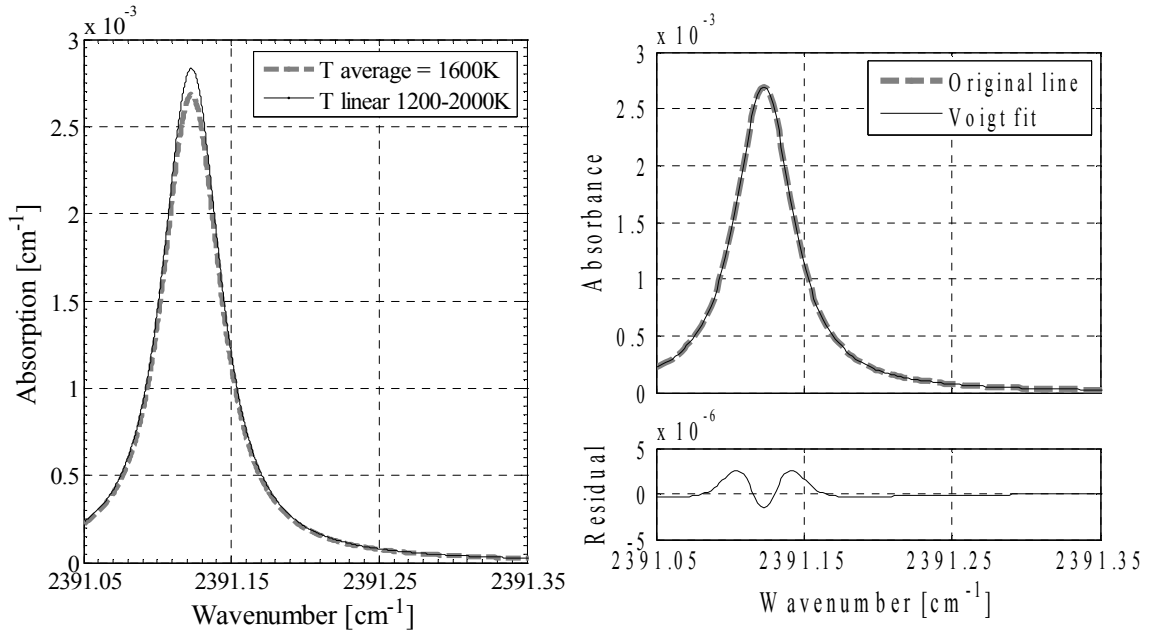 x 10-3
3
2.5
2
1.5
1
0.5
0
Absorption [cm-1]
T average = 1600K
T linear 1200-2000K
2391.05 2391.15 2391.25 2391.35
Wavenumber [cm-1]
x 10-3
3
2.5
2
1.5
1
0.5
0
Absorbance
Original line
Voigt fit
x 10-6
5
0
-5
Residual
2391.05 2391.15 2391.25 2391.35
Wavenumber [cm-1]